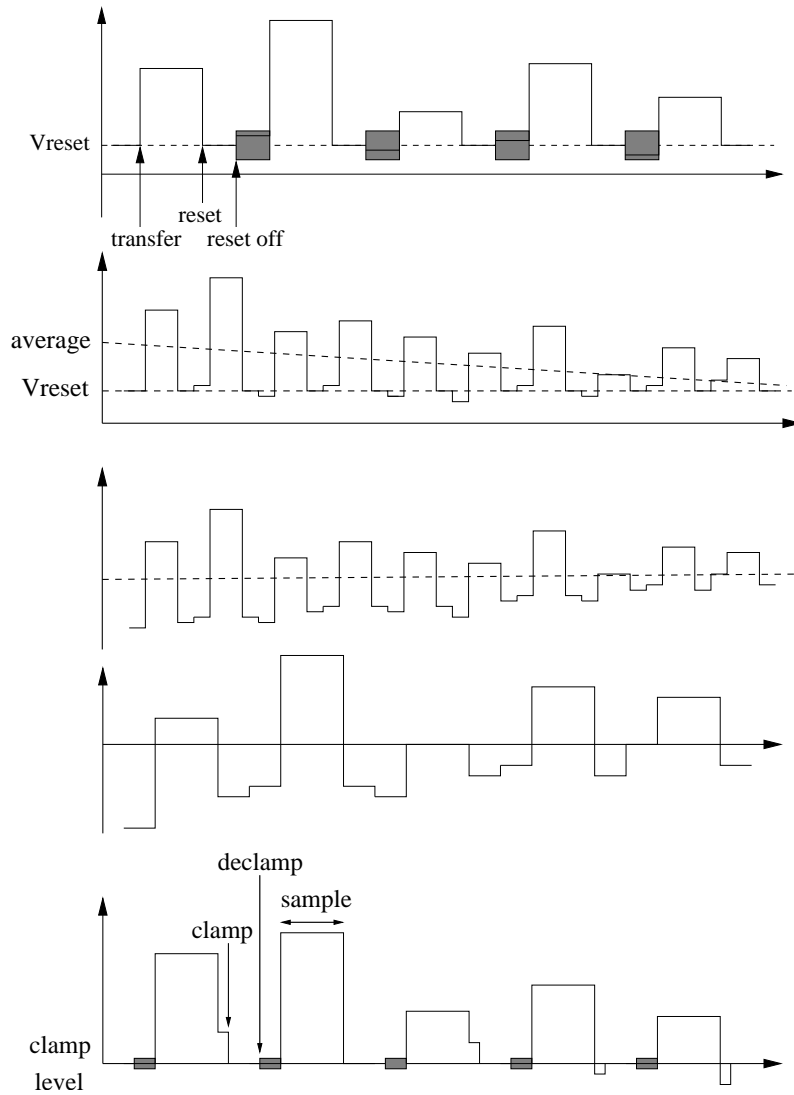 Vreset
reset
transfer
reset off
average
Vreset
declamp
sample
clamp
clamp
level